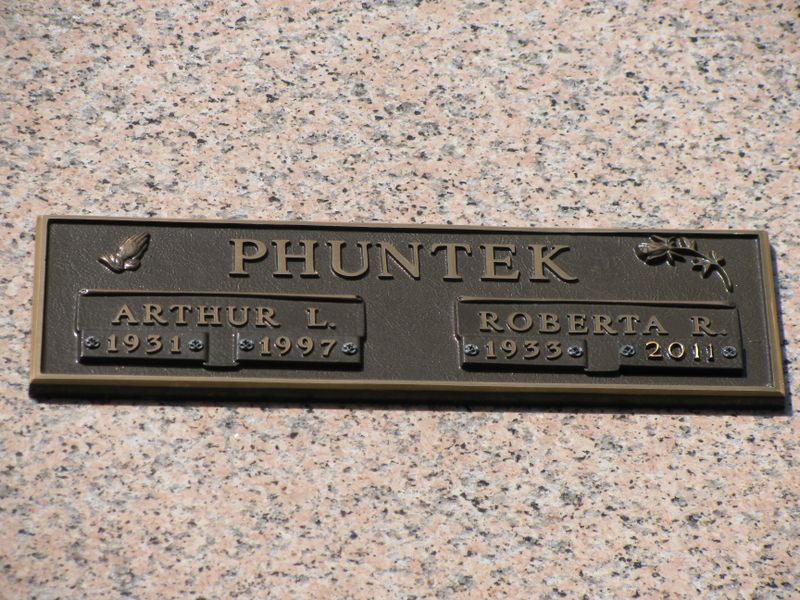 PHUNTEK
ARTHUR L.
1931 1997
ROBERTA R.
1933 2011